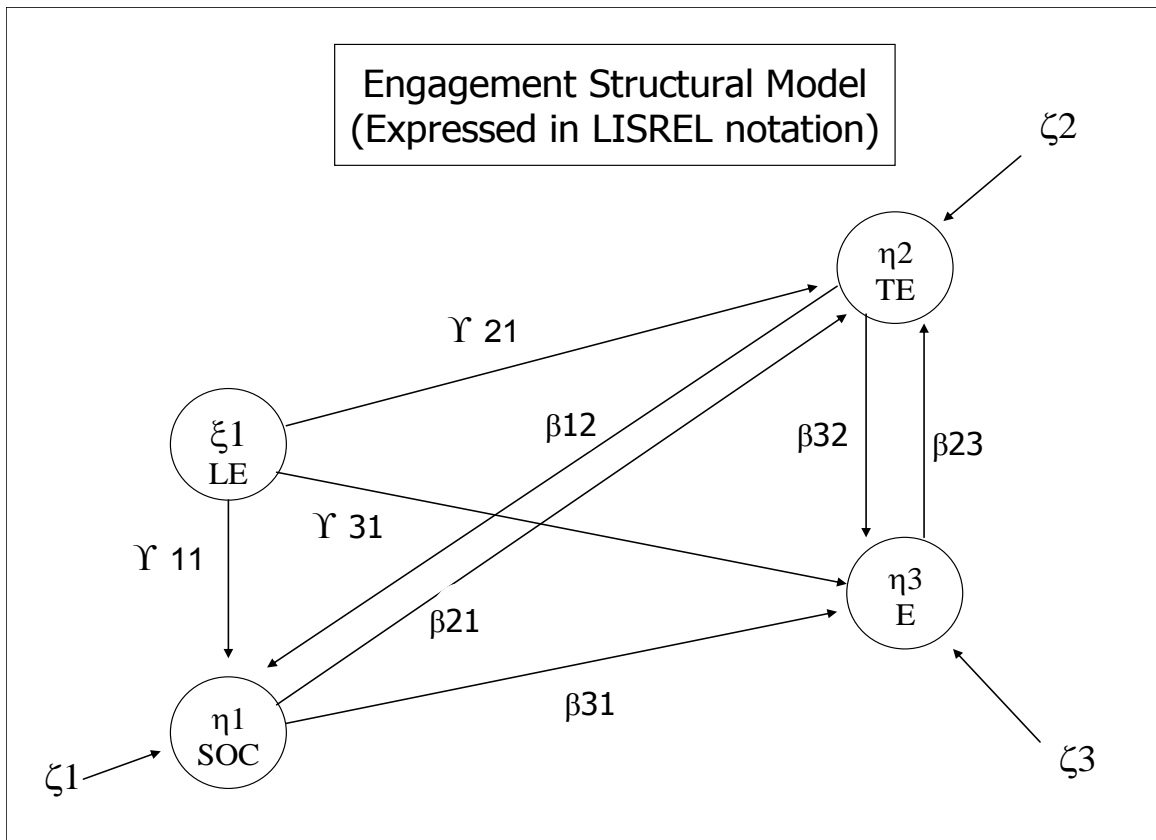 Engagement Structural Model
(Expressed in LISREL notation)
ζ2
η2
TE
ϒ 21
β12
β32
β23
ξ1
LE
ϒ 31
ϒ 11
η3
E
β21
β31
η1
SOC
ζ1
ζ3